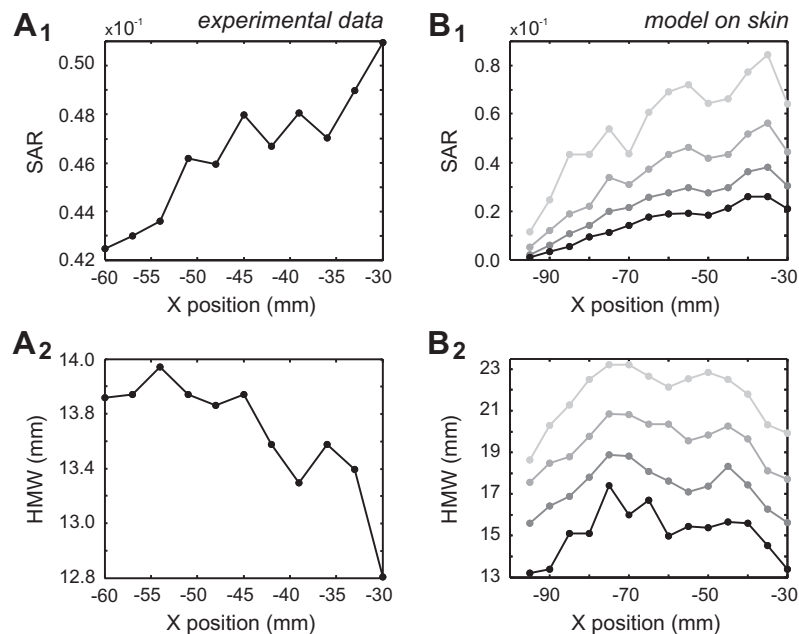 A1 experimental data
x10⁻¹
0.50
0.48
0.46
0.44
0.42
SAR
-60 -55 -50 -45 -40 -35 -30
X position (mm)
B1 model on skin
x10⁻¹
0.8
0.6
0.4
0.2
0.0
SAR
-90 -70 -50 -30
X position (mm)
A2
14.0
13.8
13.4
13.0
12.8
HMW (mm)
-60 -55 -50 -45 -40 -35 -30
X position (mm)
B2
23
21
19
17
15
13
HMW (mm)
-90 -70 -50 -30
X position (mm)